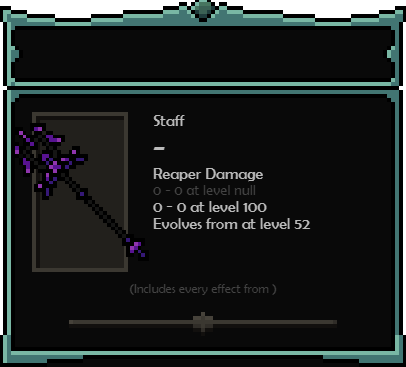 Staff
–
Reaper Damage
0 - 0 at level null
0 - 0 at level 100
Evolves from at level 52
(Includes every effect from )